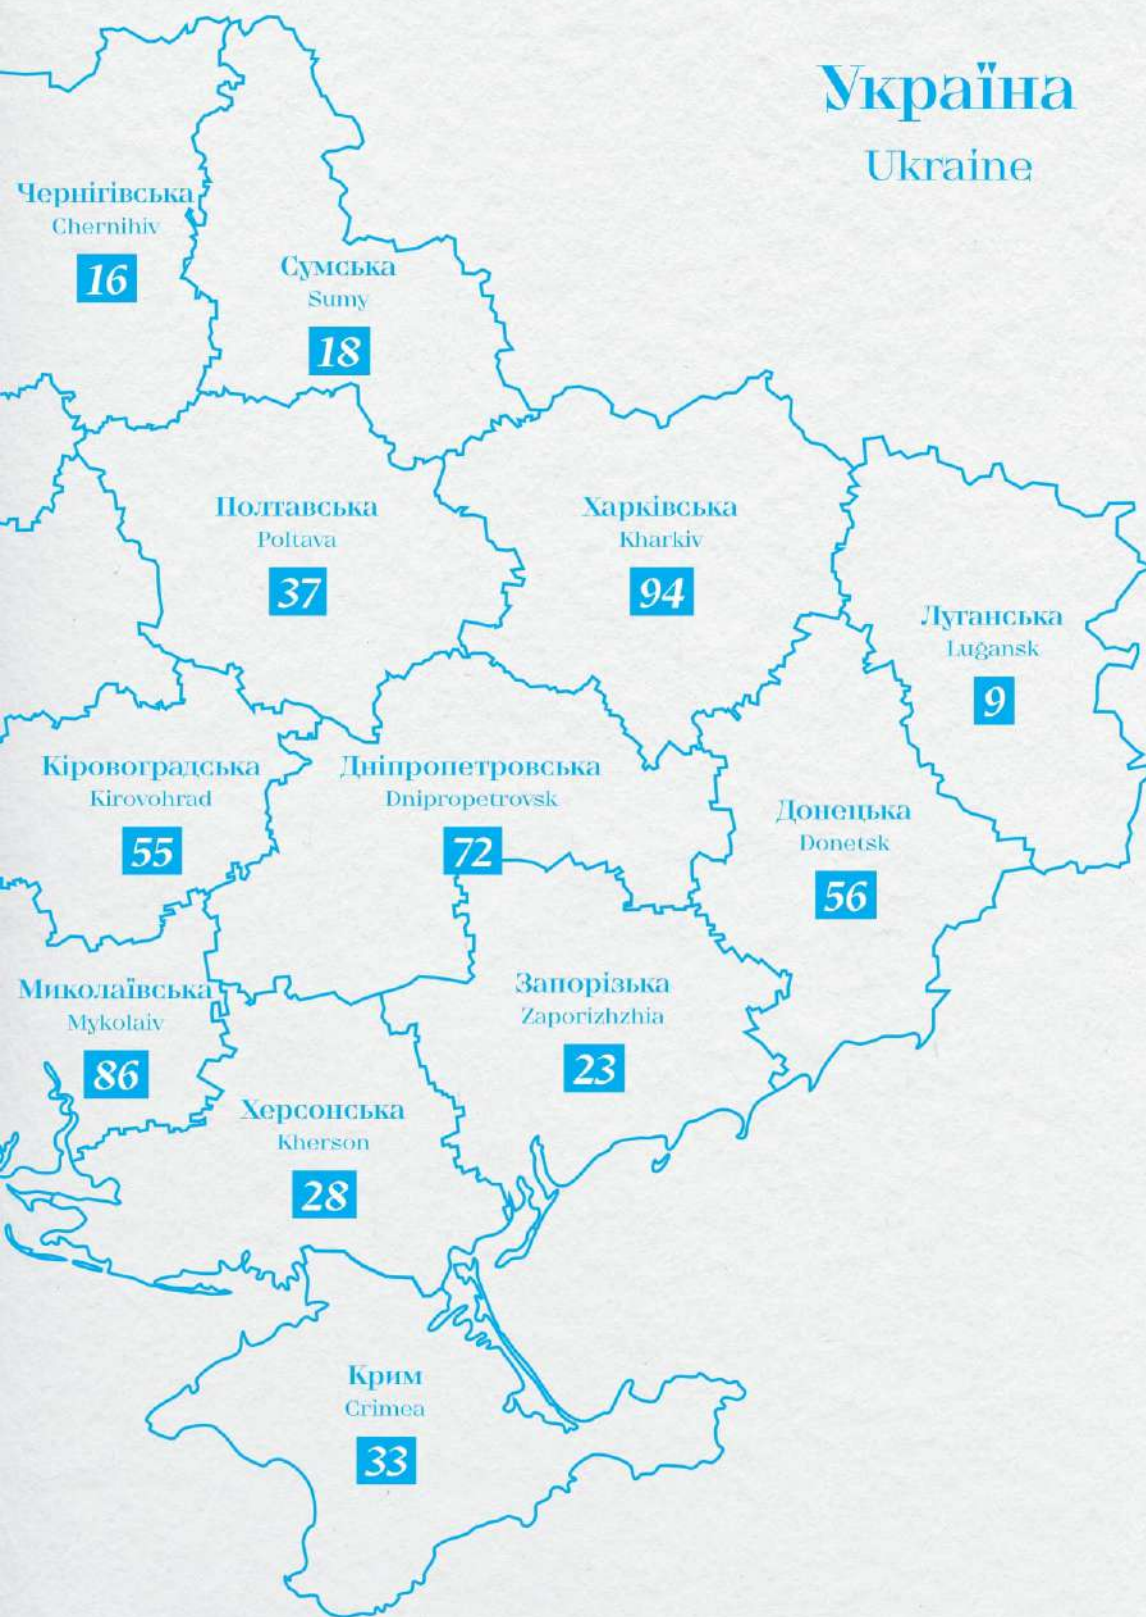 Україна
Ukraine
Чернігівська
Chernihiv
16
Сумська
Sumy
18
Полтавська
Poltava
37
Харківська
Kharkiv
94
Луганська
Lugansk
9
Кіровоградська
Kirovohrad
55
Дніпропетровська
Dnipropetrovsk
72
Донецька
Donetsk
56
Миколаївська
Mykolaiv
86
Запорізька
Zaporizhzhia
23
Херсонська
Kherson
28
Крим
Crimea
33